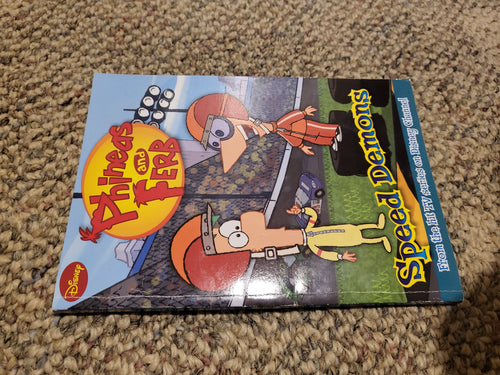 Phineas
and
Ferb
Disney
Speed Demons
From the hit TV series on Disney Channel